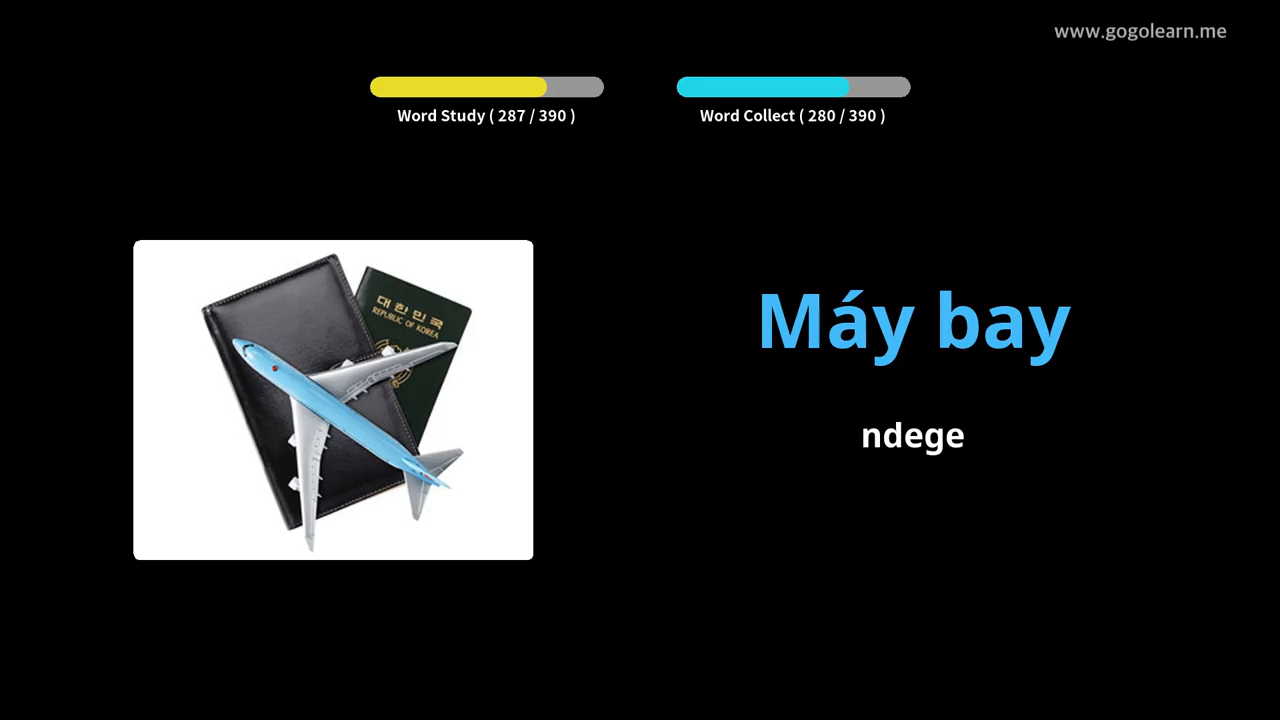 www.gogolearn.me
Word Study ( 287 / 390 )
Word Collect ( 280 / 390 )
대한민국
REPUBLIC OF KOREA
Máy bay
ndege